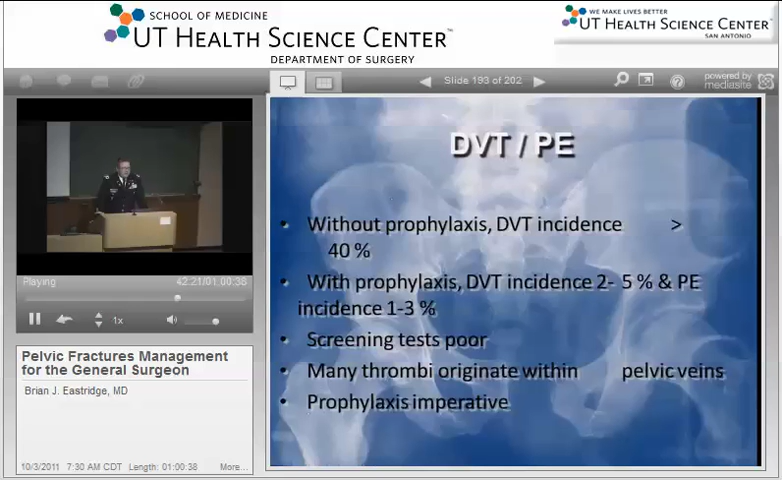 SCHOOL OF MEDICINE
UT HEALTH SCIENCE CENTER™
DEPARTMENT OF SURGERY
WE MAKE LIVES BETTER
UT HEALTH SCIENCE CENTER
SAN ANTONIO
Slide 193 of 202
powered by
mediasite
DVT / PE
• Without prophylaxis, DVT incidence >
40 %
• With prophylaxis, DVT incidence 2- 5 % & PE
incidence 1-3 %
• Screening tests poor
• Many thrombi originate within pelvic veins
• Prophylaxis imperative
Playing 42:21/01:00:38
1x
Pelvic Fractures Management
for the General Surgeon
Brian J. Eastridge, MD
10/3/2011 7:30 AM CDT Length: 01:00:38 More...